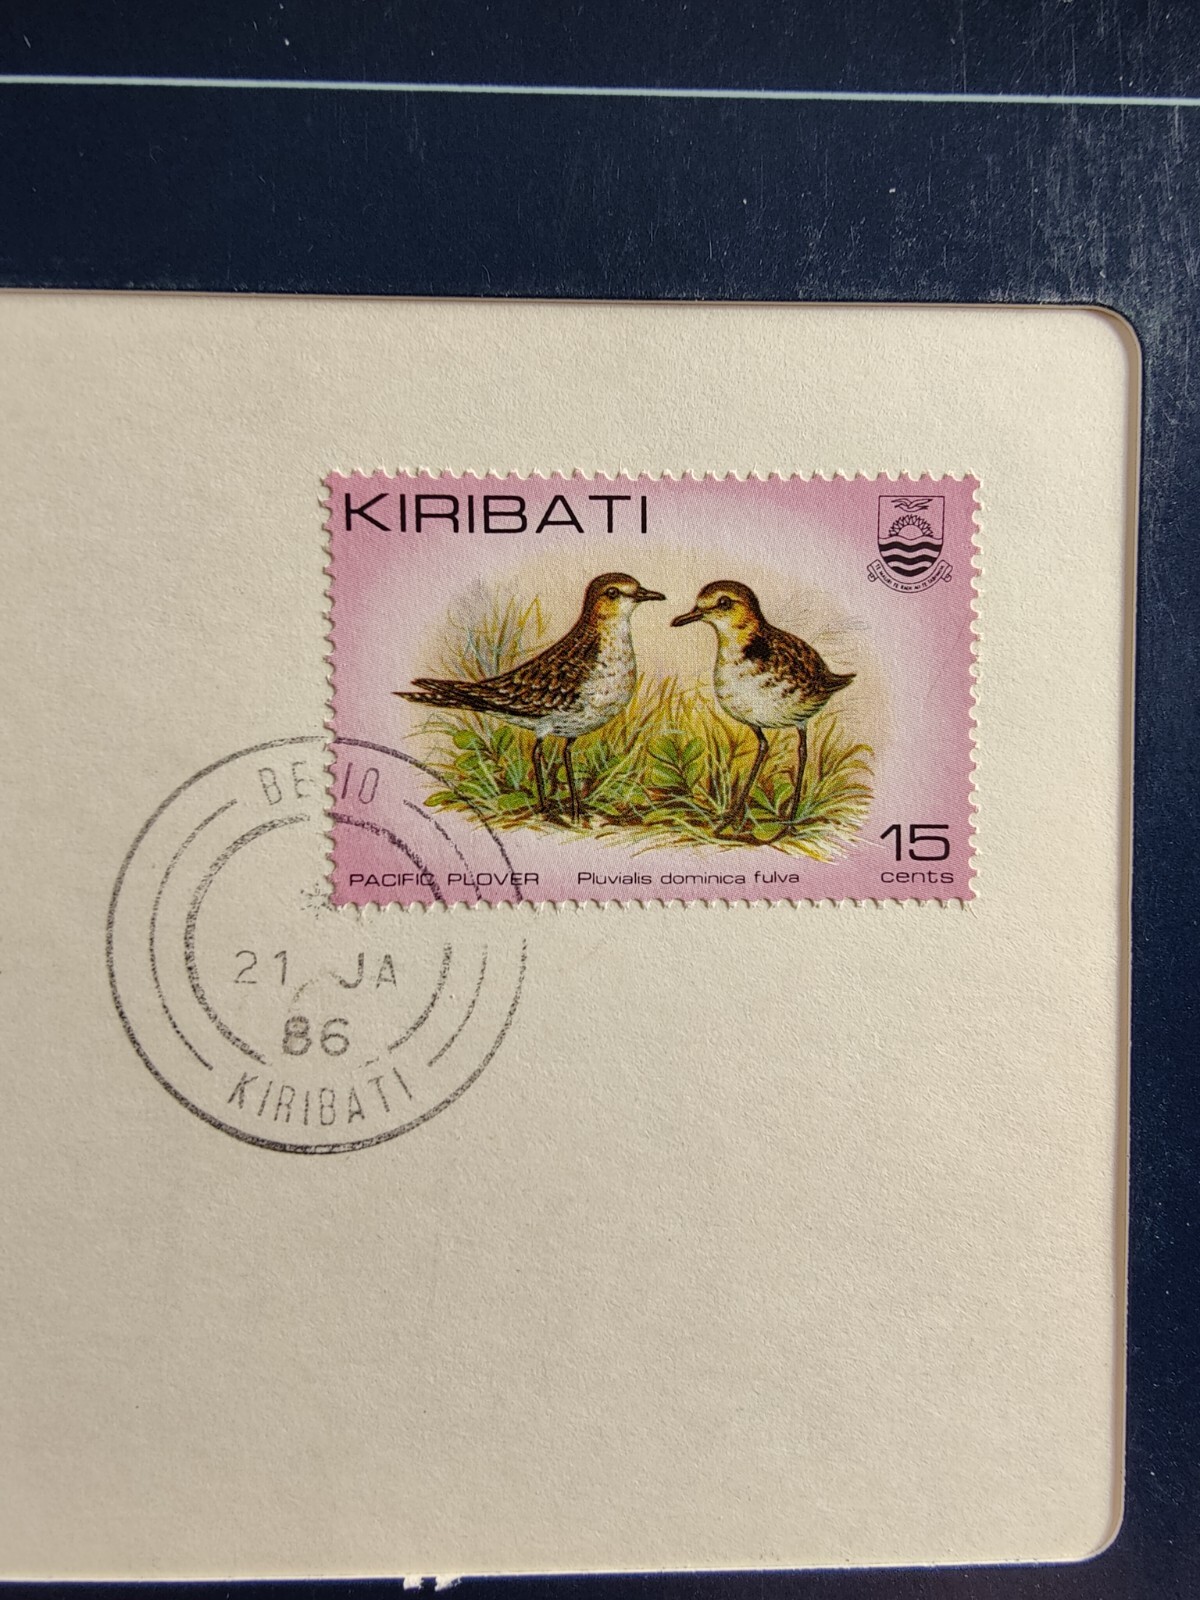 KIRIBATI
15
cents
PACIFIC PLOVER Pluvialis dominica fulva
21 JA
86
KIRIBATI